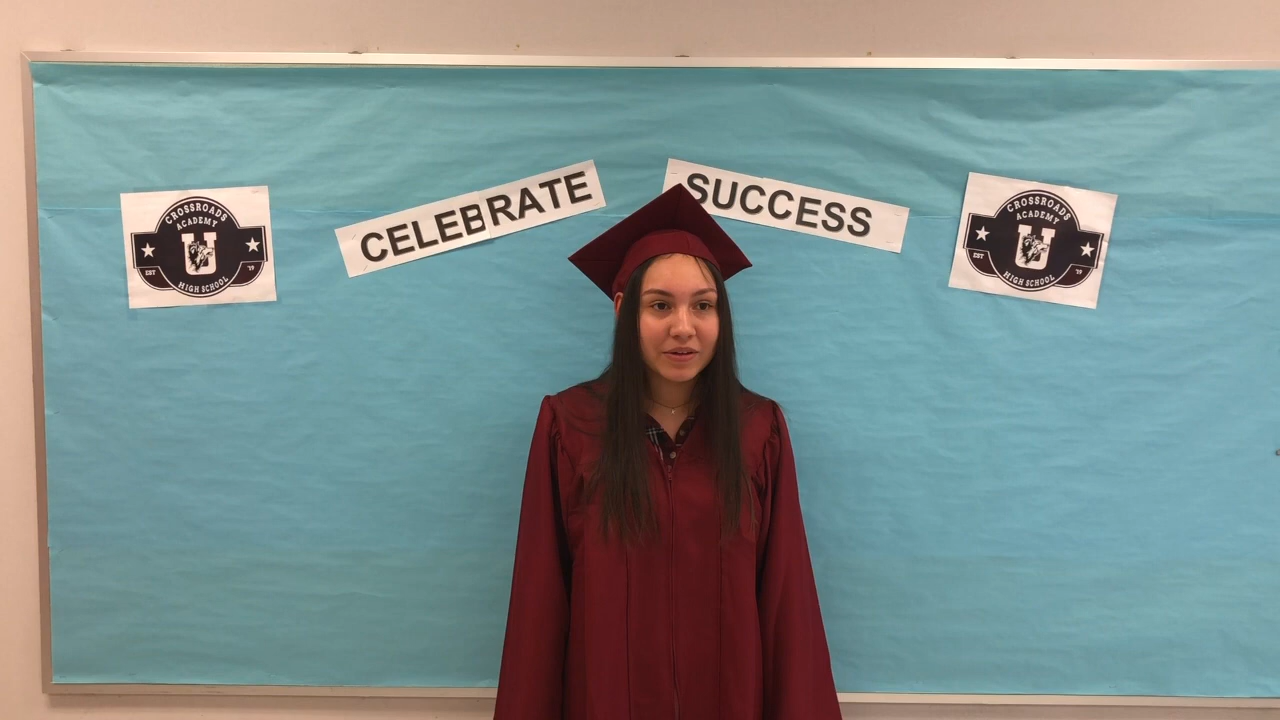 CELEBRATE
SUCCESS
CROSSROADS
ACADEMY
U
EST '19
HIGH SCHOOL
CROSSROADS
ACADEMY
U
EST '19
HIGH SCHOOL